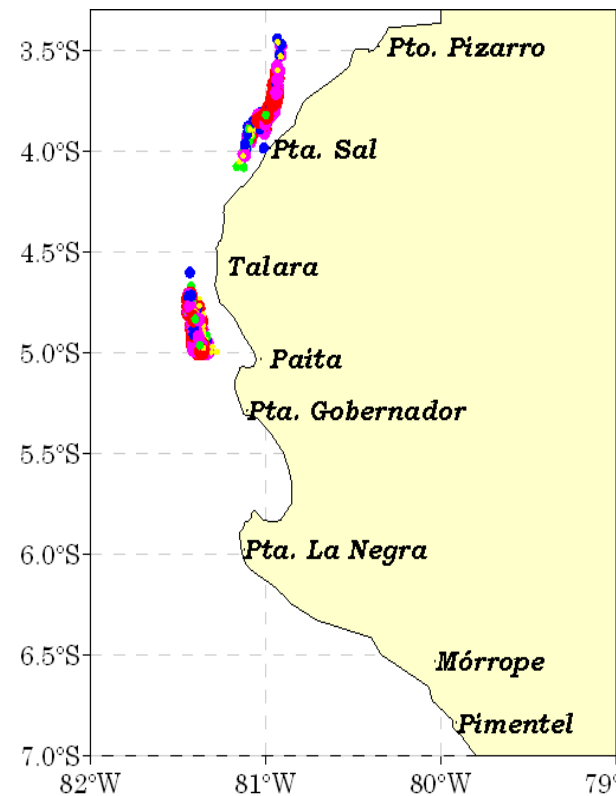 3.5°S
Pto. Pizarro
4.0°S
Pta. Sal
4.5°S
Talara
5.0°S
Paita
Pta. Gobernador
5.5°S
6.0°S
Pta. La Negra
6.5°S
Mórrope
Pimentel
7.0°S
82°W 81°W 80°W 79°